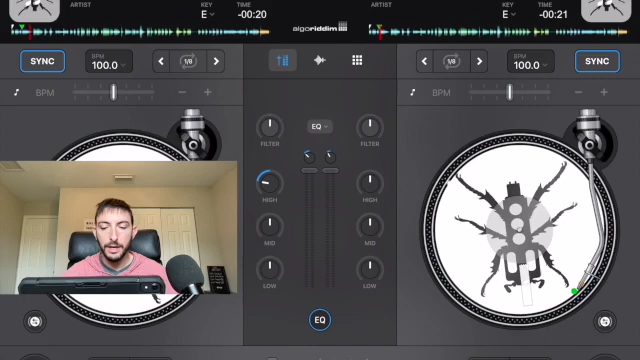 ARTIST
KEY
TIME
E
-00:20
algoriddim
ARTIST
KEY
TIME
E
-00:21
SYNC
BPM
100.0
1/8
1/8
BPM
100.0
SYNC
BPM
BPM
FILTER
EQ
FILTER
HIGH
HIGH
MID
MID
LOW
LOW
EQ